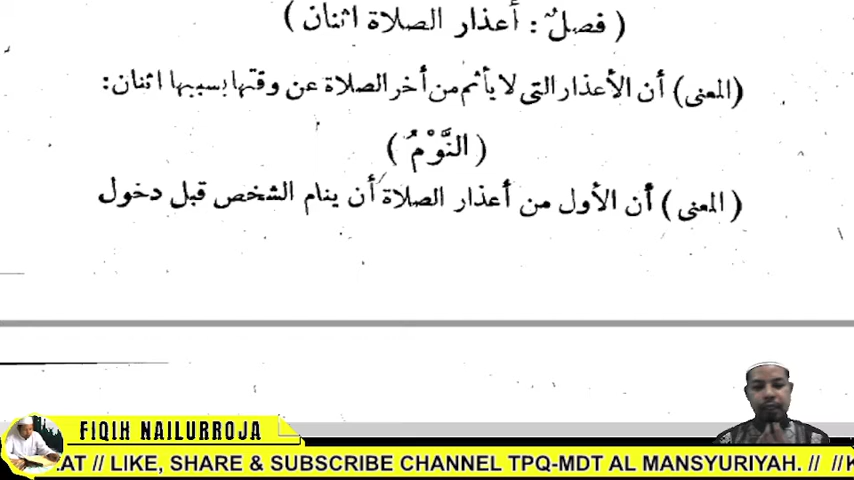 ( فصلٌ : أعذار الصلاة اثنان )
(المعنى) أن الأعذار التى لا يأثم من أخر الصلاة عن وقتها بسببها اثنان :
( النَّوْمُ )
( المعنى ) أن الأول من أعذار الصلاة أن ينام الشخص قبل دخول
FIQIH NAILURROJA
AT // LIKE, SHARE & SUBSCRIBE CHANNEL TPQ-MDT AL MANSYURIYAH. // //K